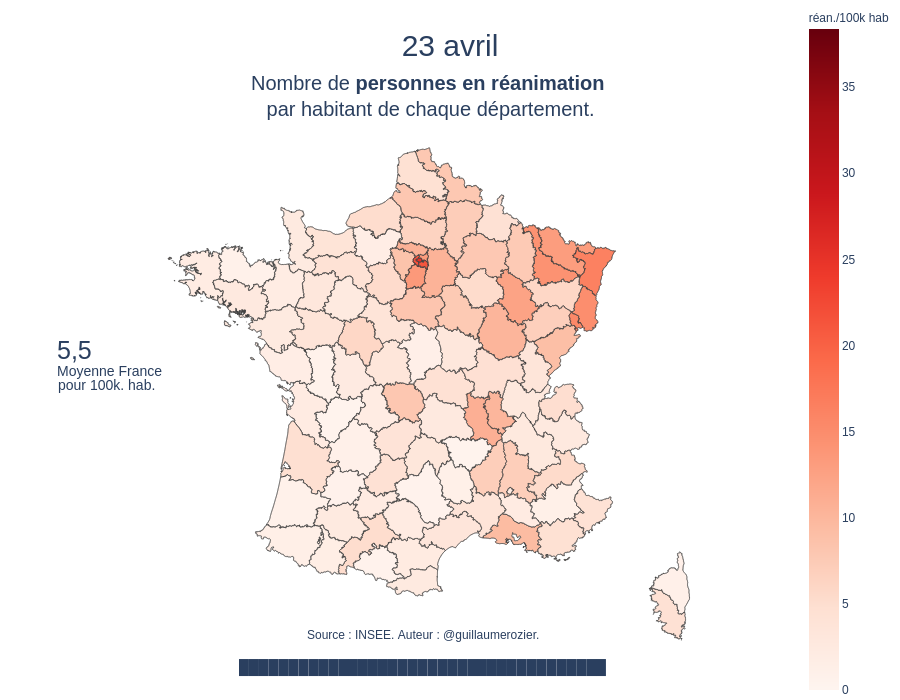 23 avril
Nombre de personnes en réanimation
par habitant de chaque département.
réan./100k hab
35
30
25
20
15
10
5
0
5,5
Moyenne France
pour 100k. hab.
Source : INSEE. Auteur : @guillaumerozier.